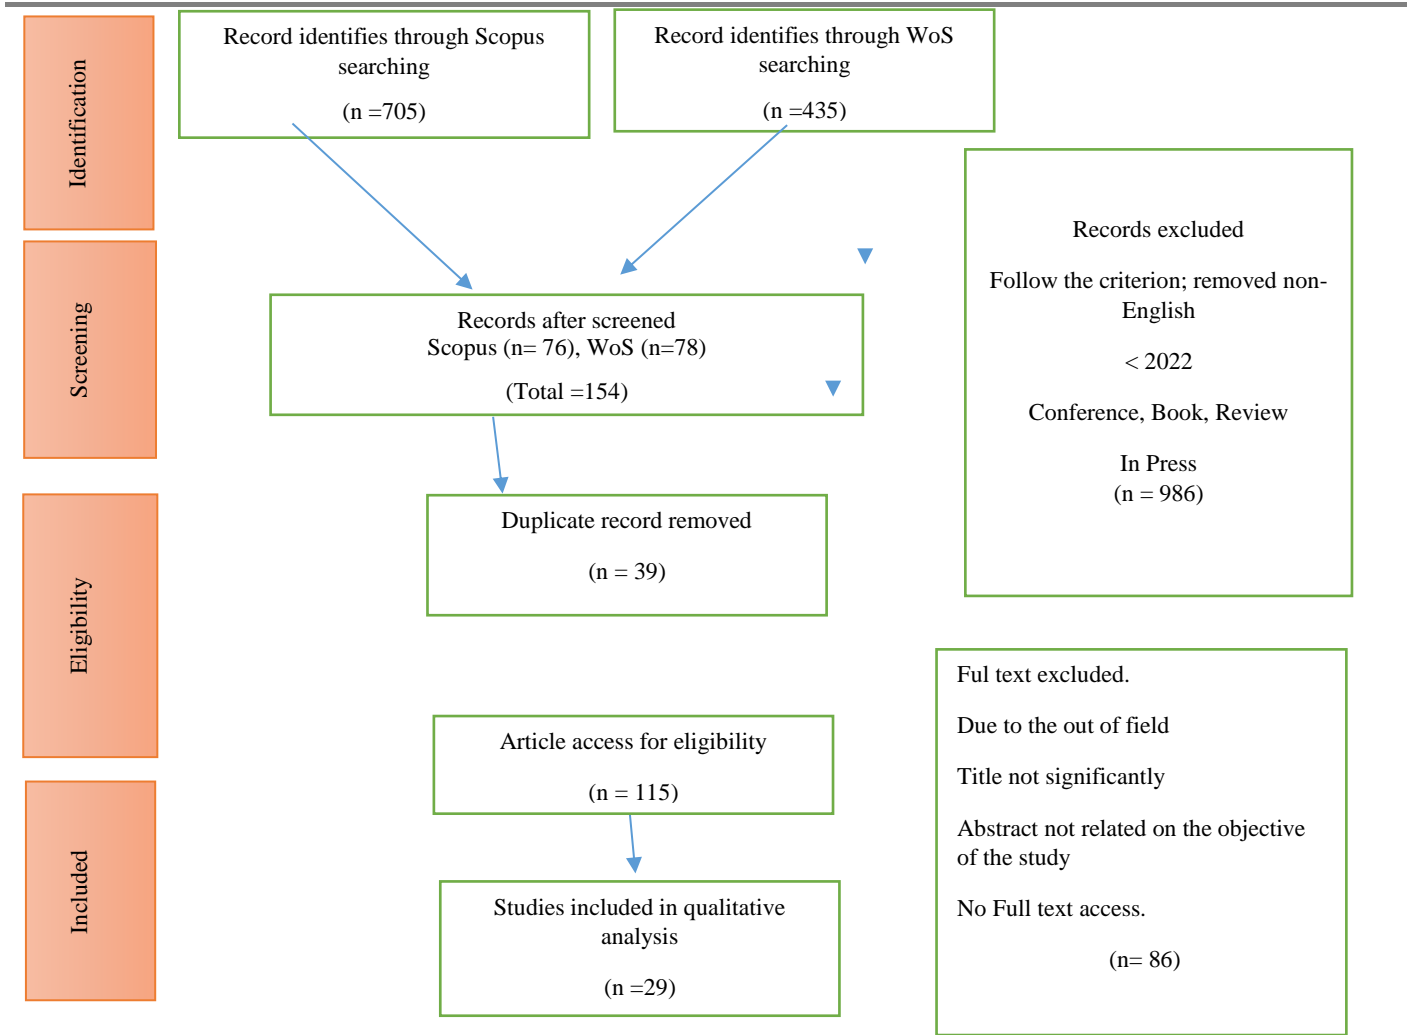 Identification
Record identifies through Scopus
searching
(n =705)
Record identifies through WoS
searching
(n =435)
Records excluded
Follow the criterion; removed non-
English
< 2022
Conference, Book, Review
In Press
(n = 986)
Screening
Records after screened
Scopus (n= 76), WoS (n=78)
(Total =154)
Eligibility
Duplicate record removed
(n = 39)
Article access for eligibility
(n = 115)
Ful text excluded.
Due to the out of field
Title not significantly
Abstract not related on the objective
of the study
No Full text access.
(n= 86)
Included
Studies included in qualitative
analysis
(n =29)